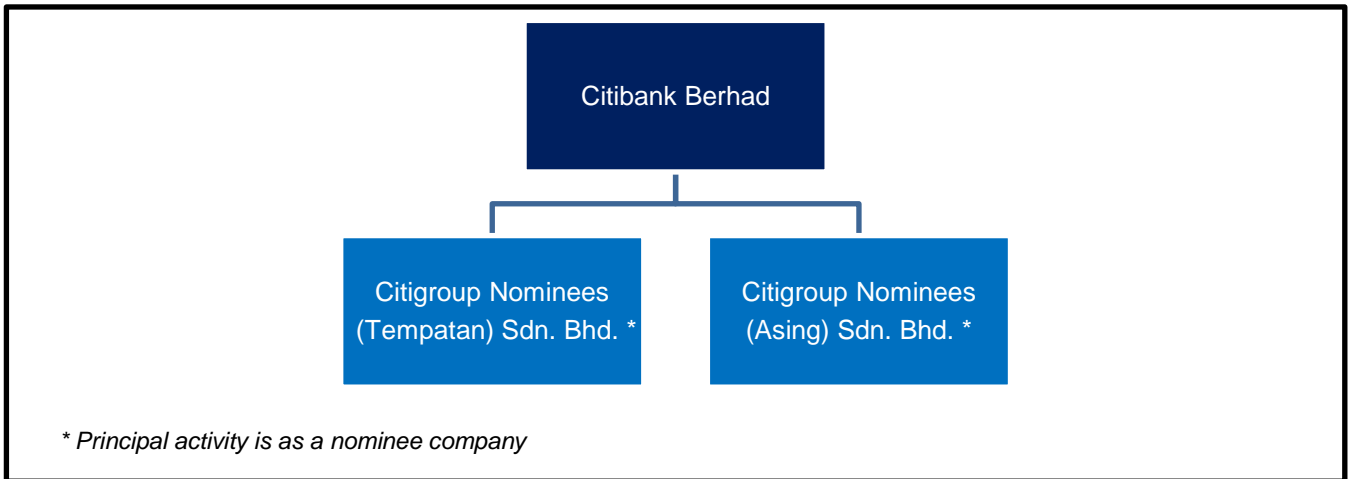 Citibank Berhad
Citigroup Nominees
(Tempatan) Sdn. Bhd. *
Citigroup Nominees
(Asing) Sdn. Bhd. *
* Principal activity is as a nominee company